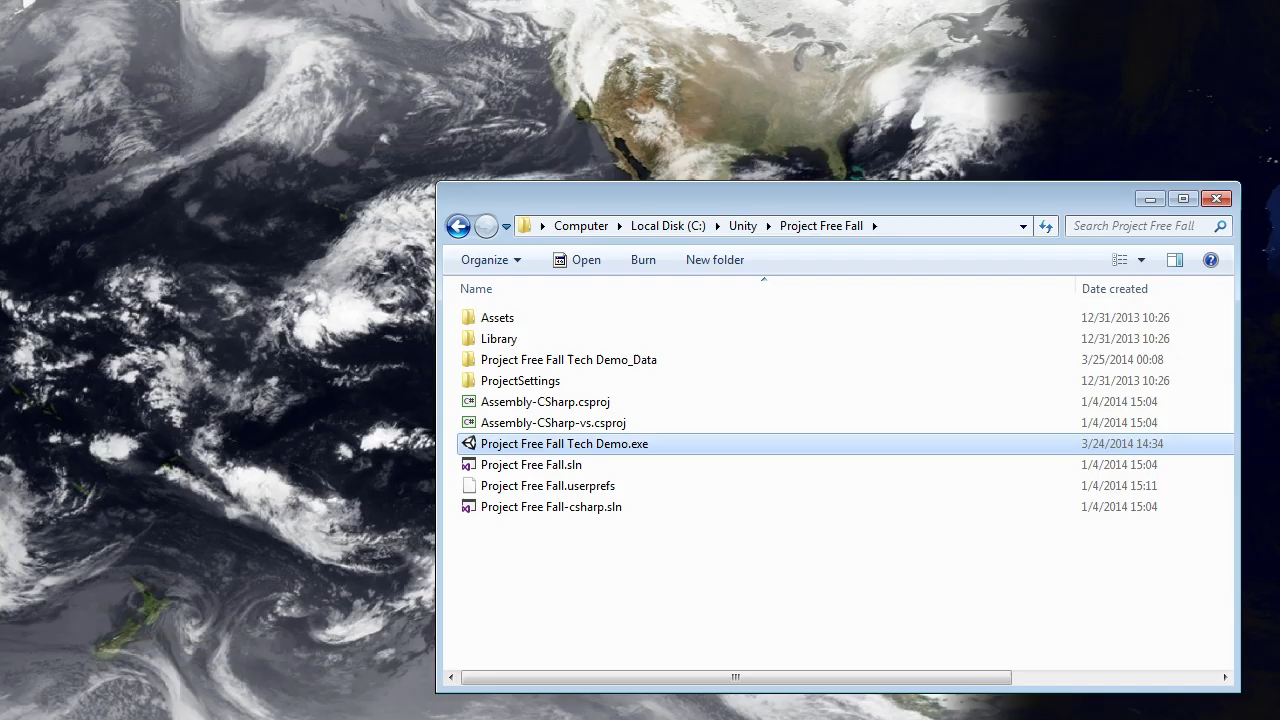 Computer Local Disk (C:) Unity Project Free Fall Search Project Free Fall
Organize Open Burn New folder
Name Date created
Assets 12/31/2013 10:26
Library 12/31/2013 10:26
Project Free Fall Tech Demo_Data 3/25/2014 00:08
ProjectSettings 12/31/2013 10:26
C# Assembly-CSharp.csproj 1/4/2014 15:04
C# Assembly-CSharp-vs.csproj 1/4/2014 15:04
Project Free Fall Tech Demo.exe 3/24/2014 14:34
Project Free Fall.sln 1/4/2014 15:04
Project Free Fall.userprefs 1/4/2014 15:11
Project Free Fall-csharp.sln 1/4/2014 15:04